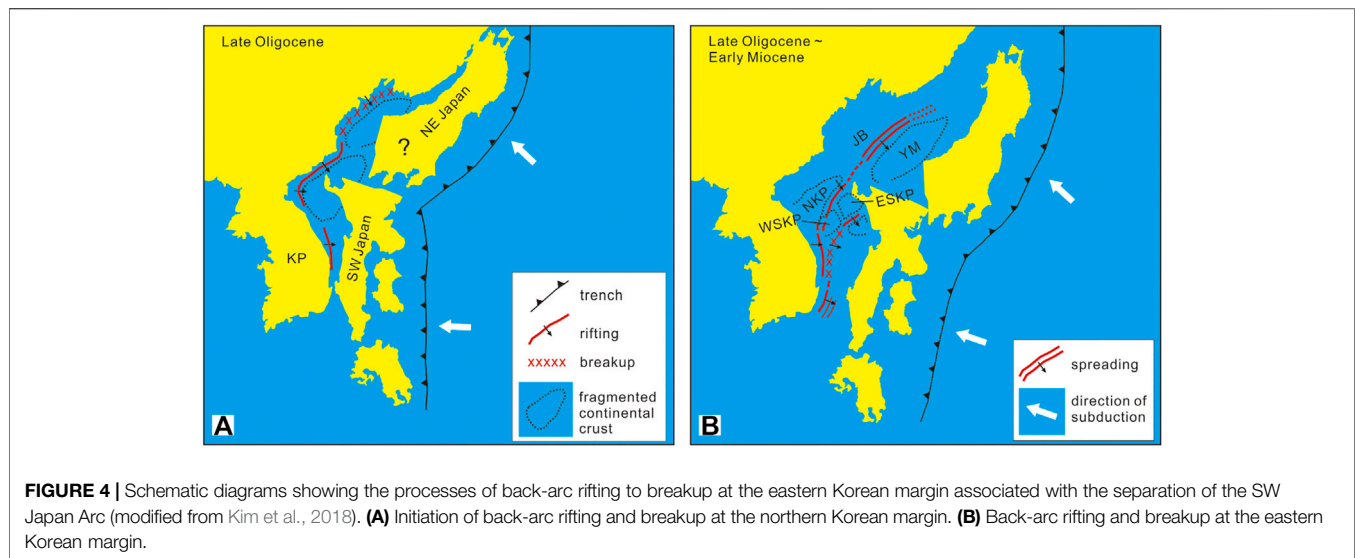 Late Oligocene
NE Japan
?
SW Japan
KP
trench
rifting
xxxxx breakup
fragmented
continental
crust
A
Late Oligocene ~
Early Miocene
JB
YM
NKP
ESKP
WSKP
spreading
direction of
subduction
B
FIGURE 4 | Schematic diagrams showing the processes of back-arc rifting to breakup at the eastern Korean margin associated with the separation of the SW
Japan Arc (modified from Kim et al., 2018). (A) Initiation of back-arc rifting and breakup at the northern Korean margin. (B) Back-arc rifting and breakup at the eastern
Korean margin.